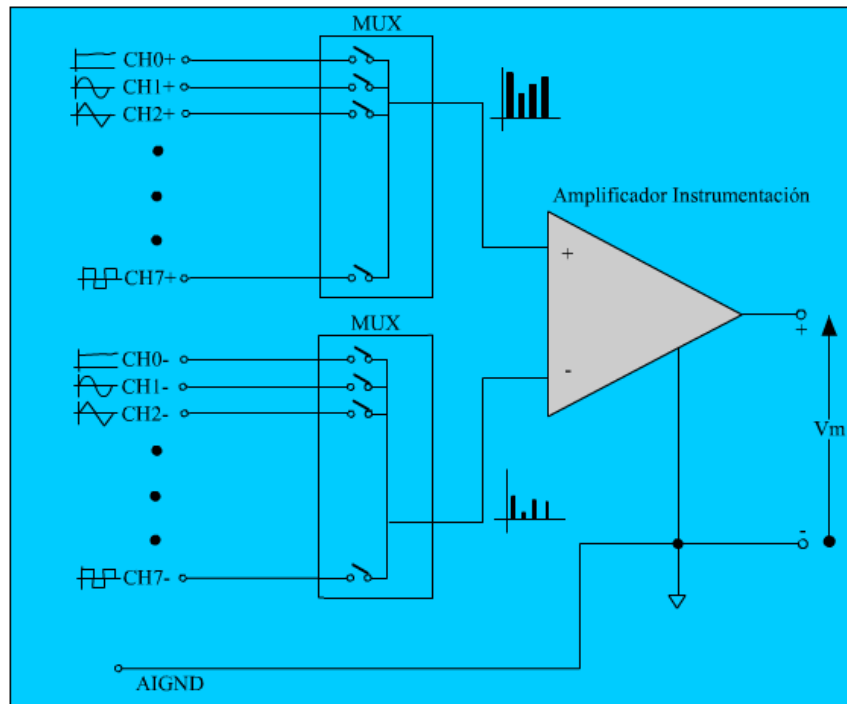 MUX
CH0+
CH1+
CH2+
CH7+
Amplificador Instrumentación
+
-
+
Vm
-
MUX
CH0-
CH1-
CH2-
CH7-
AIGND